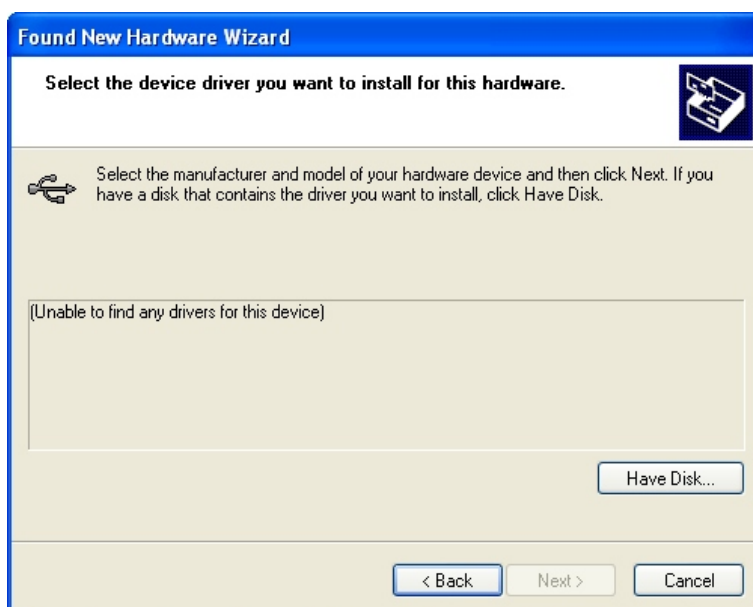 Found New Hardware Wizard
Select the device driver you want to install for this hardware.
Select the manufacturer and model of your hardware device and then click Next. If you
have a disk that contains the driver you want to install, click Have Disk.
(Unable to find any drivers for this device)
Have Disk...
< Back
Next >
Cancel